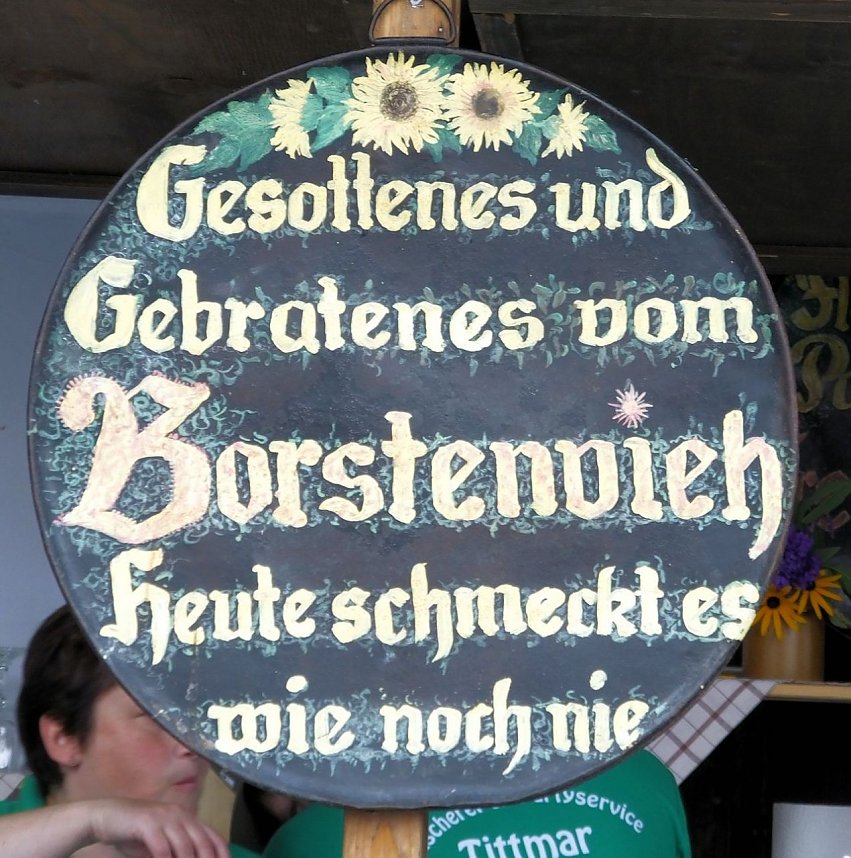 Gesottenes und
Gebratenes vom
Borstenvieh
Heute schmeckt es
wie noch nie
Tittmar